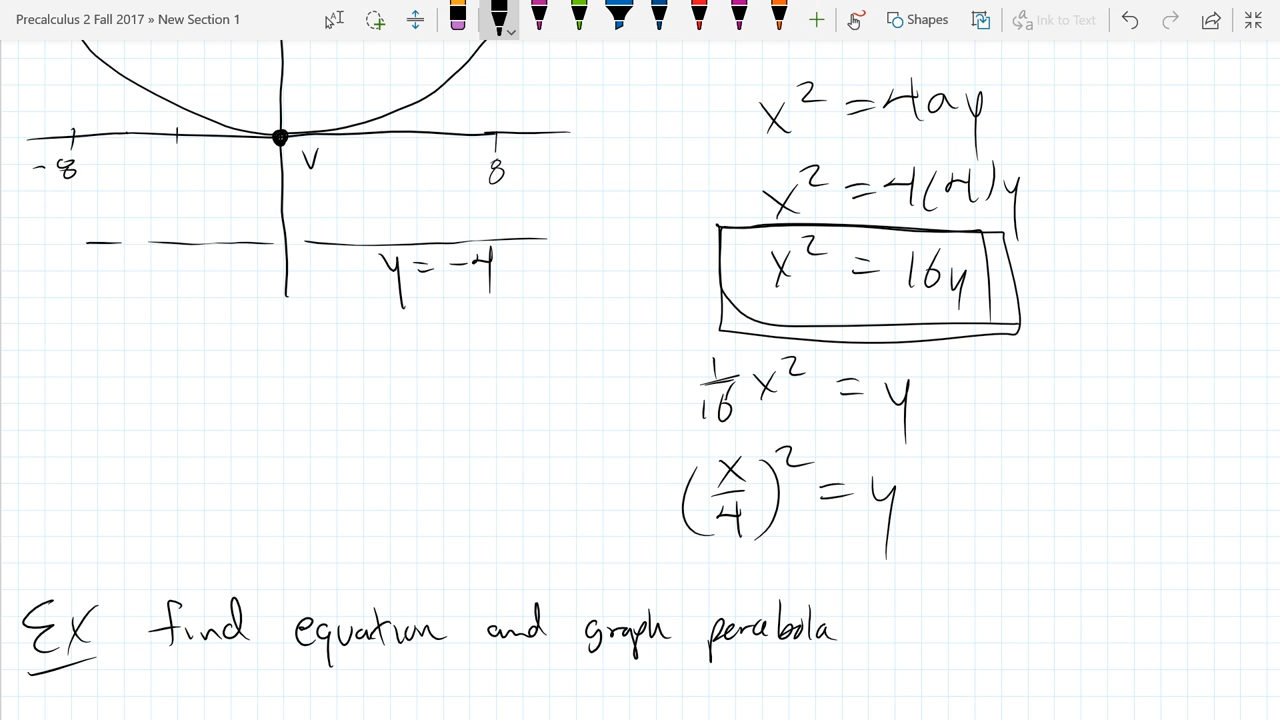 Precalculus 2 Fall 2017 » New Section 1
Shapes
Ink to Text
-8
V
8
y = -4
x² = 4ay
x² = 4(4)y
x² = 16y
1/16 x² = y
(x/4)² = y
Ex find equation and graph perabola